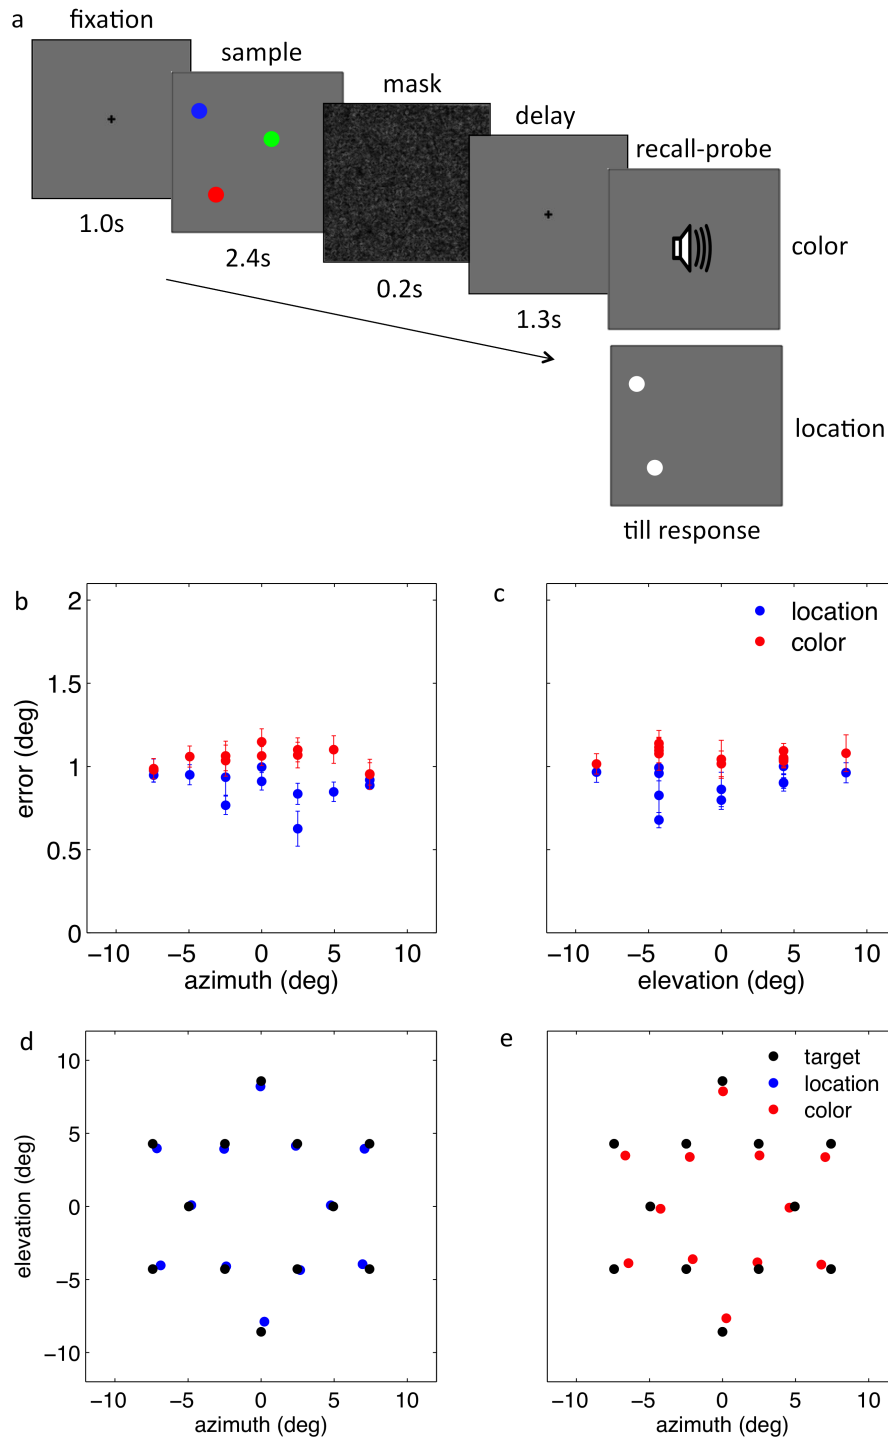 a
fixation
sample
mask
delay
recall-probe
color
1.0s
2.4s
0.2s
1.3s
location
till response
b
2
1.5
1
0.5
0
error (deg)
−10 −5 0 5 10
azimuth (deg)
c
location
color
−10 −5 0 5 10
elevation (deg)
d
10
5
0
−5
−10
elevation (deg)
−10 −5 0 5 10
azimuth (deg)
e
target
location
color
−10 −5 0 5 10
azimuth (deg)